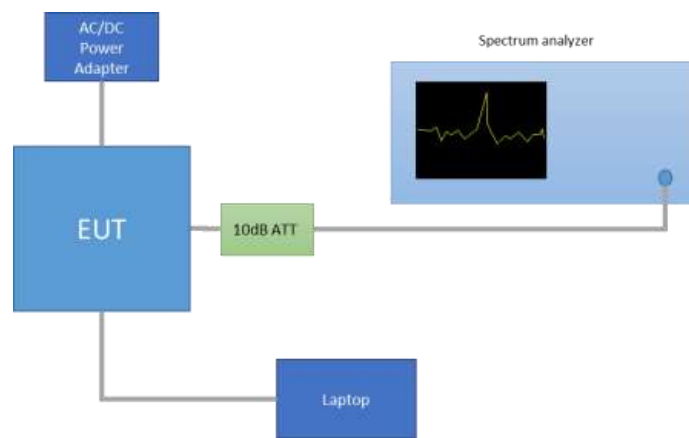 AC/DC
Power
Adapter
Spectrum analyzer
EUT
10dB ATT
Laptop